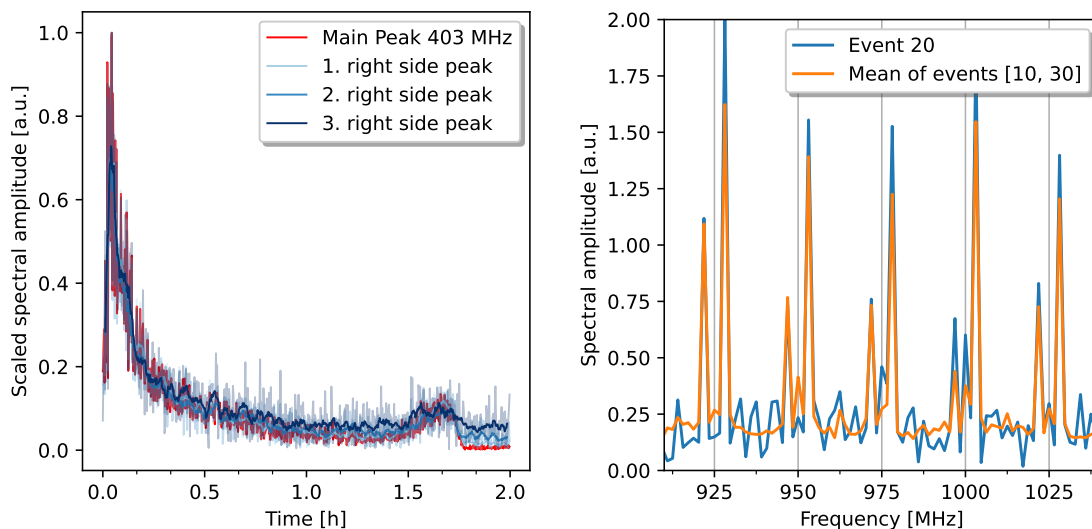 Scaled spectral amplitude [a.u.]
1.0
0.8
0.6
0.4
0.2
0.0
0.0
0.5
1.0
1.5
2.0
Time [h]
Main Peak 403 MHz
1. right side peak
2. right side peak
3. right side peak
Spectral amplitude [a.u.]
2.00
1.75
1.50
1.25
1.00
0.75
0.50
0.25
0.00
925
950
975
1000
1025
Frequency [MHz]
Event 20
Mean of events [10, 30]